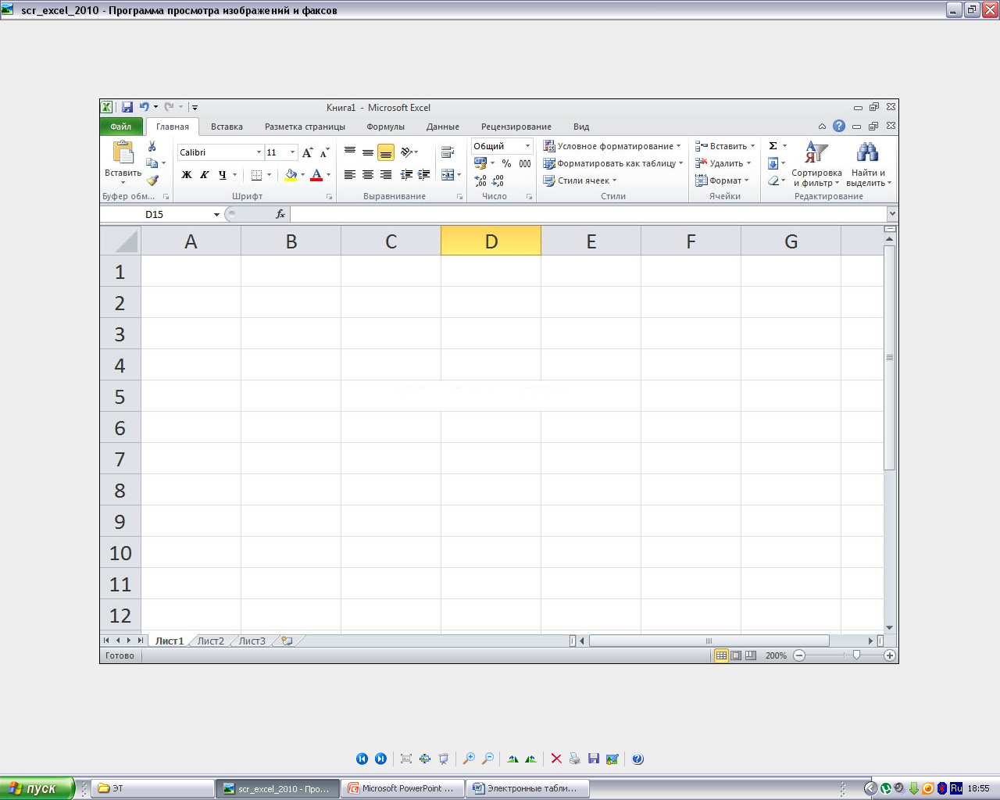 scr_excel_2010 - Программа просмотра изображений и факсов
Книга1 - Microsoft Excel
Файл Главная Вставка Разметка страницы Формулы Данные Рецензирование Вид
Calibri 11 Общий Условное форматирование Вставить Σ
Вставить Форматировать как таблицу Удалить Сортировка и фильтр Найти и выделить
Ж К Ч А % 000 Стили ячеек Формат
Буфер обм... Шрифт Выравнивание Число Стили Ячейки Редактирование
D15 fx
A B C D E F G
1
2
3
4
5
6
7
8
9
10
11
12
Лист1 Лист2 Лист3
Готово 200%
пуск ЭТ scr_excel_2010 - Про... Microsoft PowerPoint ... Электронные табли... Ru 18:55